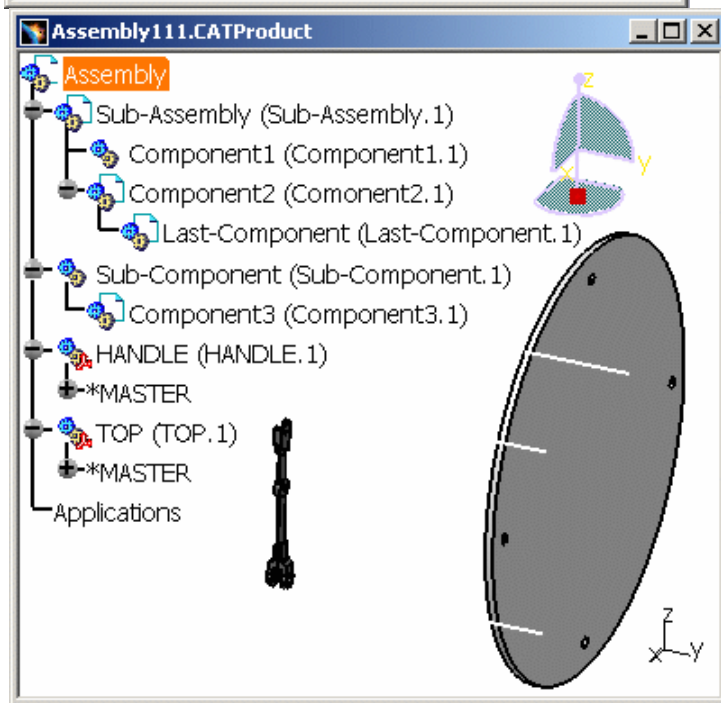 Assembly111.CATProduct
Assembly
Sub-Assembly (Sub-Assembly.1)
Component1 (Component1.1)
Component2 (Comonent2.1)
Last-Component (Last-Component.1)
Sub-Component (Sub-Component.1)
Component3 (Component3.1)
HANDLE (HANDLE.1)
*MASTER
TOP (TOP.1)
*MASTER
Applications
z
y
x
z
x
y